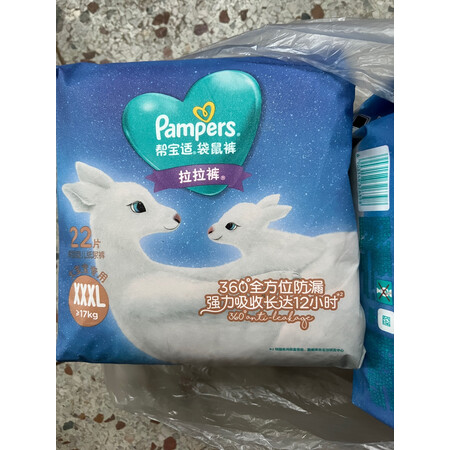 Pampers®
帮宝适®袋鼠裤
拉拉裤®
22片
XXXL
≥17kg
360°全方位防漏
强力吸收长达12小时
360° anti-leakage